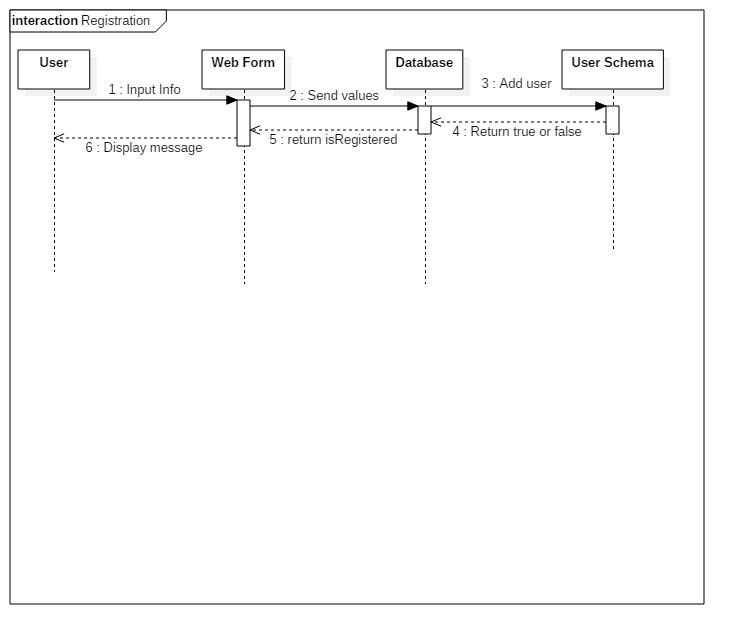 interaction Registration
User
Web Form
Database
User Schema
1 : Input Info
2 : Send values
3 : Add user
4 : Return true or false
5 : return isRegistered
6 : Display message